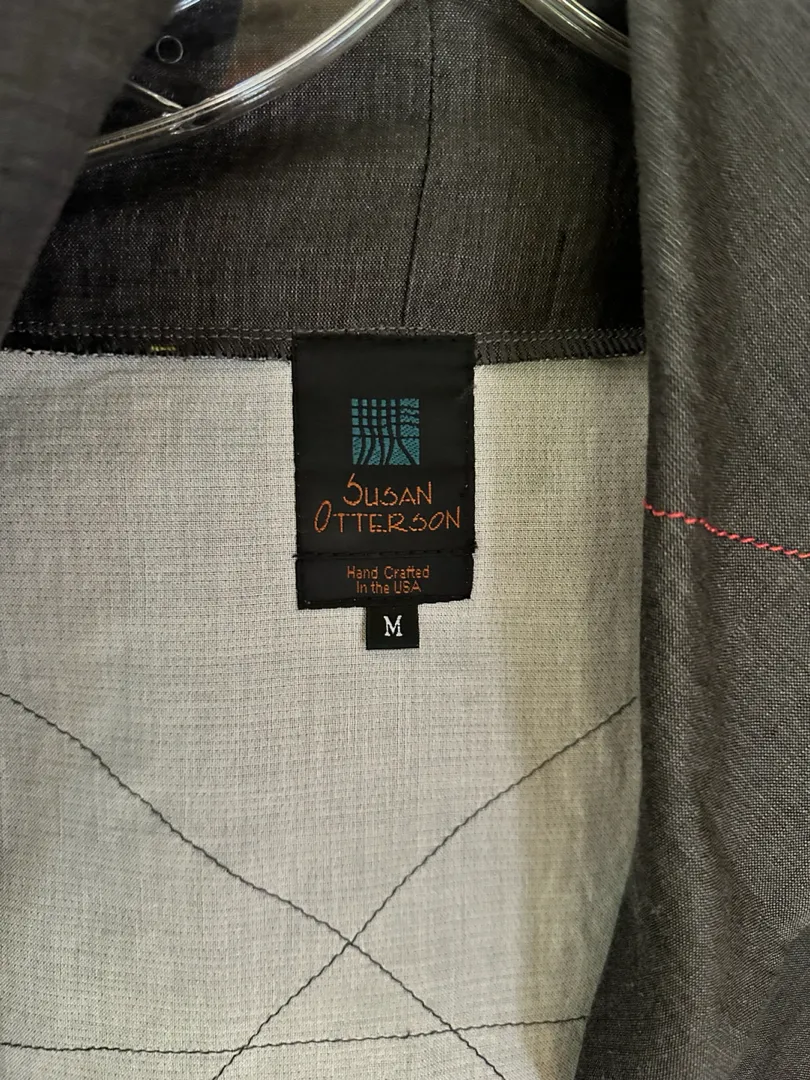 SUSAN
OTTERSON
Hand Crafted
In the USA
M